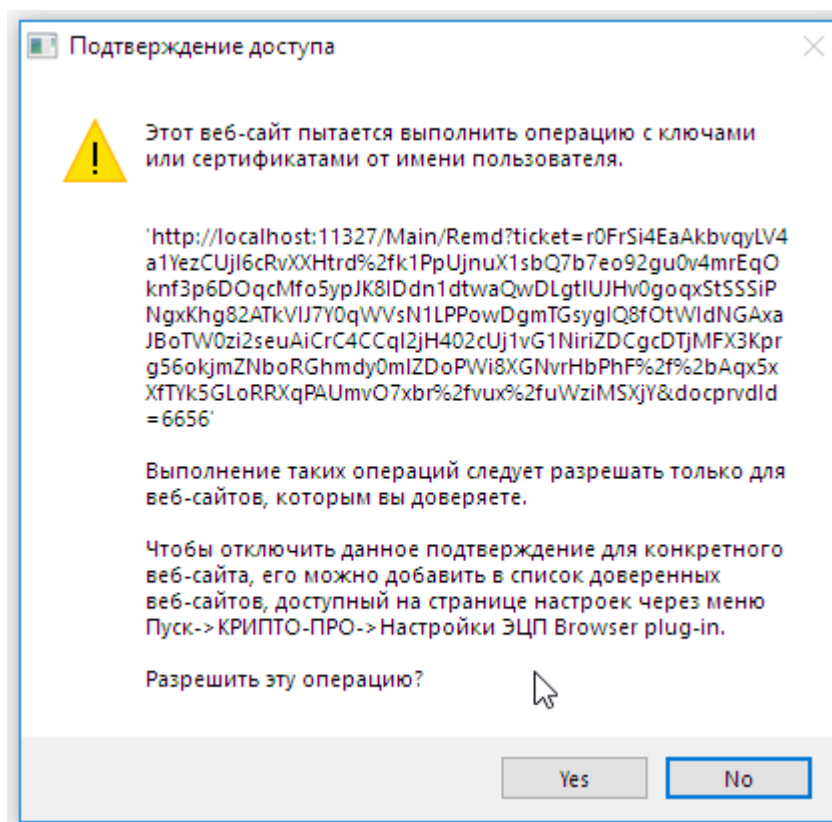 Подтверждение доступа
Этот веб-сайт пытается выполнить операцию с ключами
или сертификатами от имени пользователя.
'http://localhost:11327/Main/Remd?ticket=r0FrSi4EaAkbvqyLV4
a1YezCUjI6cRvXXHtrd%2fk1PpUjnuX1sbQ7b7eo92gu0v4mrEqO
knf3p6DOqcMfo5ypJK8IDdn1dtwaQwDLgtIUJHv0goqxStSSSiP
NgxKhg82ATkVIJ7Y0qWVsN1LPPowDgmTGsyglQ8fOtWIdNGAxa
JBoTW0zi2seuAiCrC4CCqI2jH402cUj1vG1NiriZDCgcDTjMFX3Kpr
g56okjmZNboRGhmdy0mIZDoPWi8XGNvrHbPhF%2f%2bAqx5x
XfTYk5GLoRRXqPAUmvO7xbr%2fvux%2fuWziMSXjY&docprvdId
=6656'
Выполнение таких операций следует разрешать только для
веб-сайтов, которым вы доверяете.
Чтобы отключить данное подтверждение для конкретного
веб-сайта, его можно добавить в список доверенных
веб-сайтов, доступный на странице настроек через меню
Пуск->КРИПТО-ПРО->Настройки ЭЦП Browser plug-in.
Разрешить эту операцию?
Yes
No